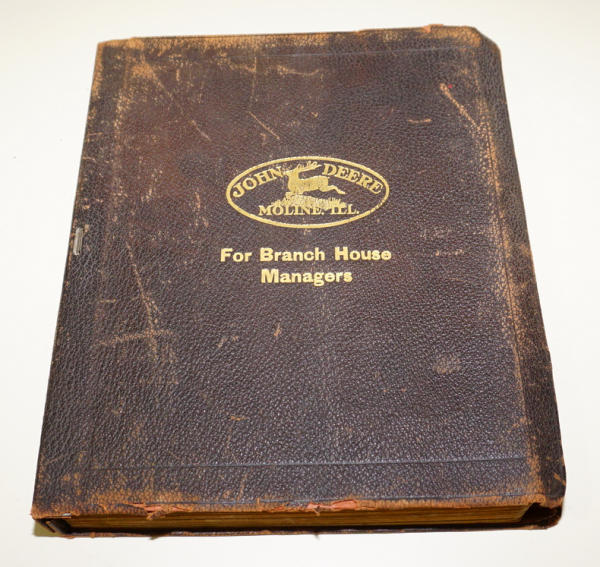 JOHN DEERE
MOLINE, ILL.
For Branch House
Managers